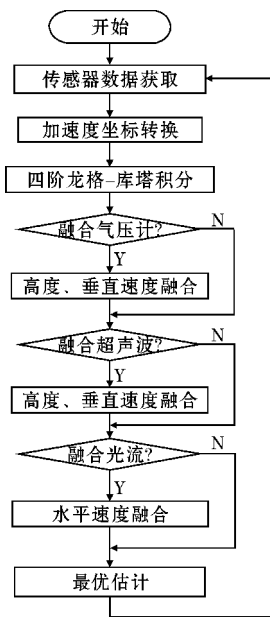 开始
传感器数据获取
加速度坐标转换
四阶龙格-库塔积分
融合气压计?
N
Y
高度、垂直速度融合
融合超声波?
N
Y
高度、垂直速度融合
融合光流?
N
Y
水平速度融合
最优估计